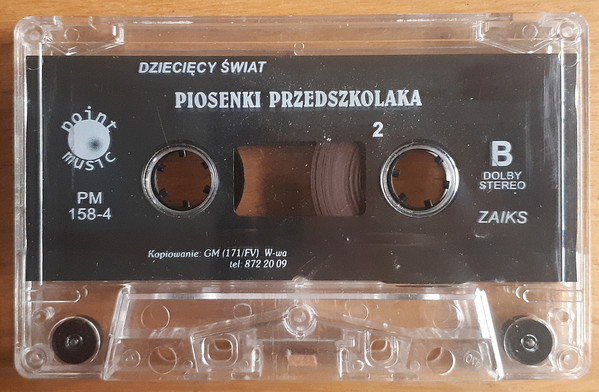 DZIECIĘCY ŚWIAT
PIOSENKI PRZEDSZKOLAKA
2
point
music
PM
158-4
B
DOLBY
STEREO
ZAIKS
Kopiowanie: GM (171/FV) W-wa
tel: 872 20 09